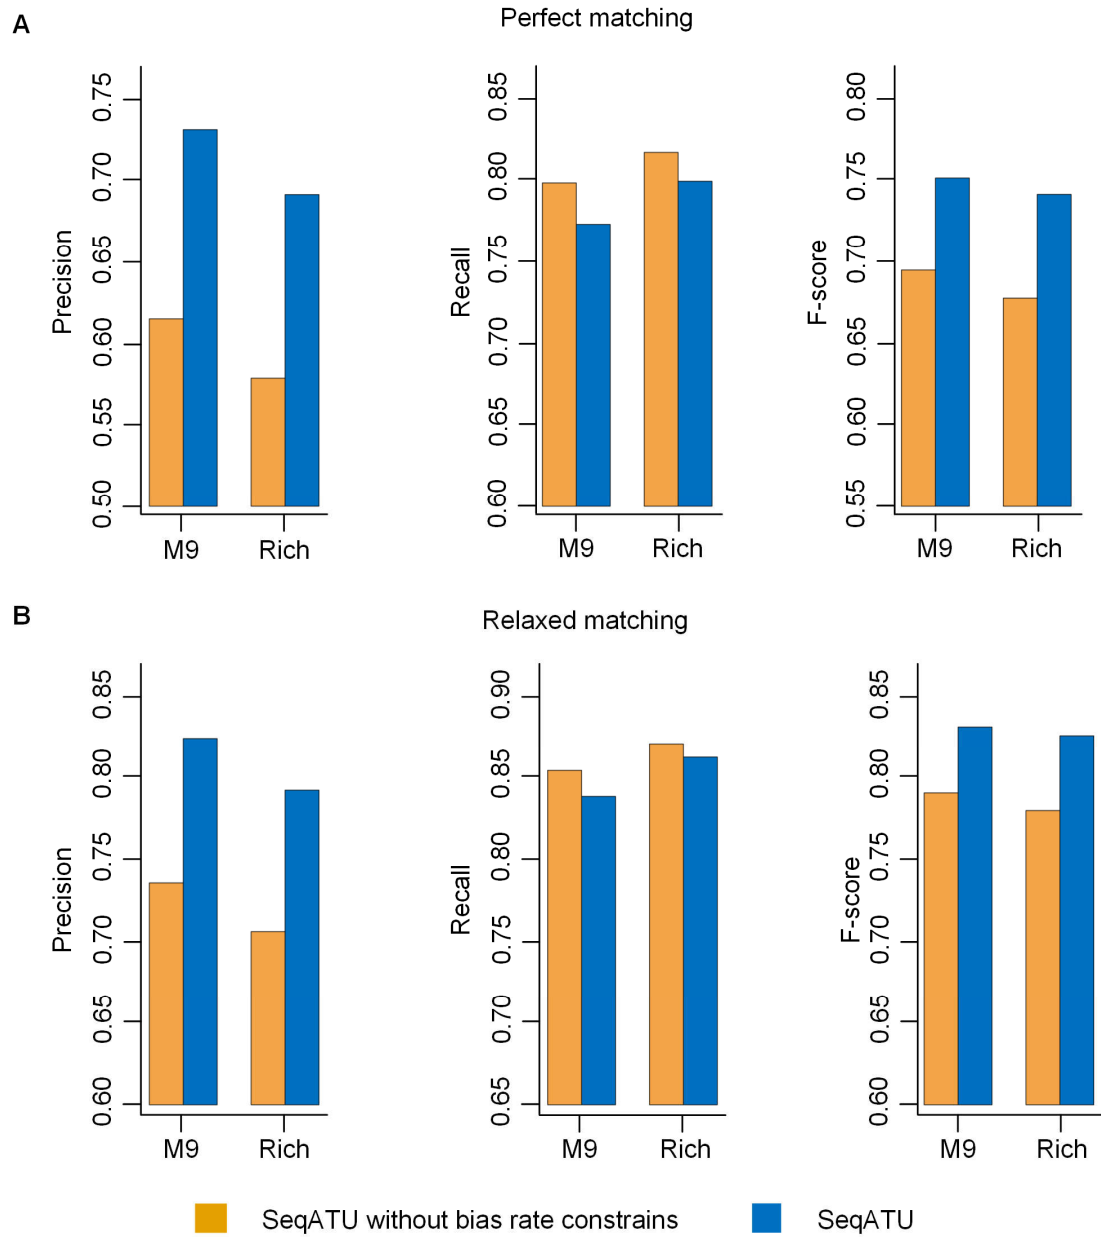 A
Perfect matching
Precision
0.75
0.70
0.65
0.60
0.55
0.50
M9 Rich
Recall
0.85
0.80
0.75
0.70
0.65
0.60
M9 Rich
F-score
0.80
0.75
0.70
0.65
0.60
0.55
M9 Rich
B
Relaxed matching
Precision
0.85
0.80
0.75
0.70
0.65
0.60
M9 Rich
Recall
0.90
0.85
0.80
0.75
0.70
0.65
M9 Rich
F-score
0.85
0.80
0.75
0.70
0.65
0.60
M9 Rich
SeqATU without bias rate constrains
SeqATU